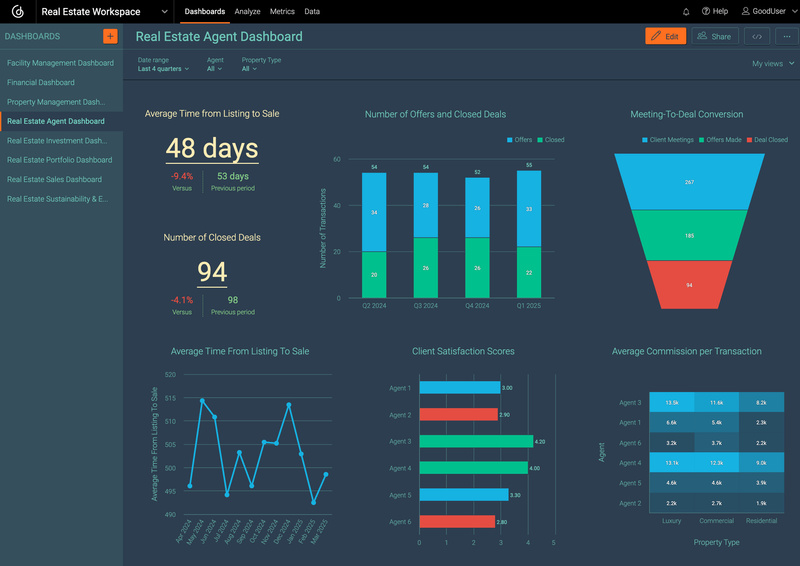 Real Estate Workspace
Dashboards Analyze Metrics Data
Help GoodUser
DASHBOARDS
+
Facility Management Dashboard
Financial Dashboard
Property Management Dash...
Real Estate Agent Dashboard
Real Estate Investment Dash...
Real Estate Portfolio Dashboard
Real Estate Sales Dashboard
Real Estate Sustainability & E...
Real Estate Agent Dashboard
Edit Share </> ...
Date range Agent Property Type
Last 4 quarters All All
My views
Average Time from Listing to Sale
48 days
-9.4% 53 days
Versus Previous period
Number of Closed Deals
94
-4.1% 98
Versus Previous period
Number of Offers and Closed Deals
Offers Closed
Number of Transactions
60
40
20
0
54 54 52 55
34 28 26 33
20 26 26 22
Q2 2024 Q3 2024 Q4 2024 Q1 2025
Meeting-To-Deal Conversion
Client Meetings Offers Made Deal Closed
267
185
94
Average Time From Listing To Sale
Average Time From Listing To Sale
520
515
510
505
500
495
490
Apr 2024 May 2024 Jun 2024 Jul 2024 Aug 2024 Sep 2024 Oct 2024 Nov 2024 Dec 2024 Jan 2025 Feb 2025 Mar 2025
Client Satisfaction Scores
Agent 1 3.00
Agent 2 2.90
Agent 3 4.20
Agent 4 4.00
Agent 5 3.30
Agent 6 2.80
0 1 2 3 4 5
Average Commission per Transaction
Agent
Agent 3 13.5k 11.6k 8.2k
Agent 1 6.6k 5.4k 2.3k
Agent 6 3.2k 3.7k 2.2k
Agent 4 13.1k 12.3k 9.0k
Agent 5 4.6k 4.6k 3.9k
Agent 2 2.2k 2.7k 1.9k
Luxury Commercial Residential
Property Type